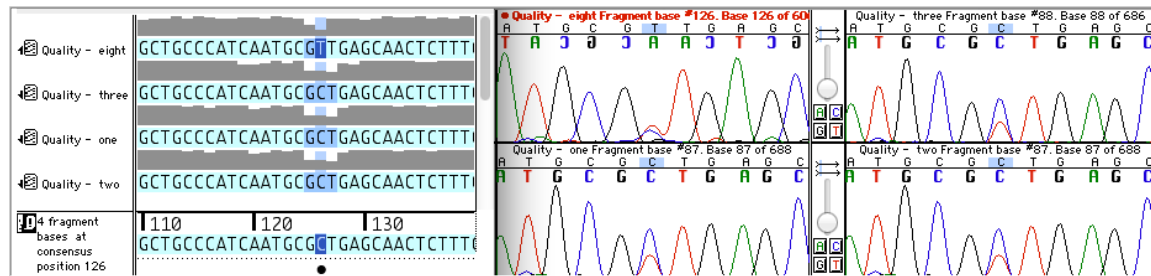 Quality - eight GCTGCCCATCAATGCGTTGAGCAACTCTTT
Quality - three GCTGCCCATCAATGCGCTGAGCAACTCTTT
Quality - one GCTGCCCATCAATGCGCTGAGCAACTCTTT
Quality - two GCTGCCCATCAATGCGCTGAGCAACTCTTT
4 fragment
bases at
consensus
position 126
110 120 130
GCTGCCCATCAATGCGCTGAGCAACTCTTT
Quality - eight Fragment base #126. Base 126 of 60
A T G C G T T G A G C
T A C G C A A C T C G
A C
G T
Quality - three Fragment base #88. Base 88 of 686
A T G C G C T G A G C
A T G C G C T G A G C
Quality - one Fragment base #87. Base 87 of 688
A T G C G C T G A G C
A T G C G C T G A G C
A C
G T
Quality - two Fragment base #87. Base 87 of 688
A T G C G C T G A G C
A T G C G C T G A G C